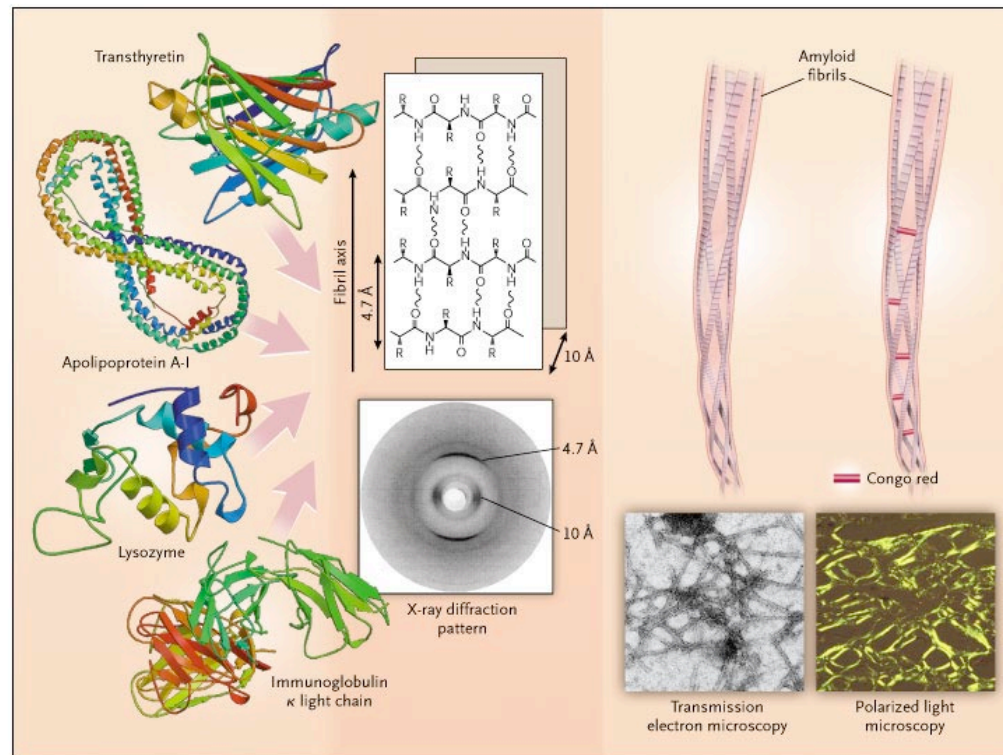 Transthyretin
Apolipoprotein A-I
Lysozyme
Immunoglobulin
κ light chain
Fibril axis
4.7 Å
R O H R O
N N
H R O H
O R O
N N
R H R
R O H R O
N N
H R O H
O R H O
N N
R H O R
10 Å
4.7 Å
10 Å
X-ray diffraction
pattern
Amyloid
fibrils
Congo red
Transmission
electron microscopy
Polarized light
microscopy